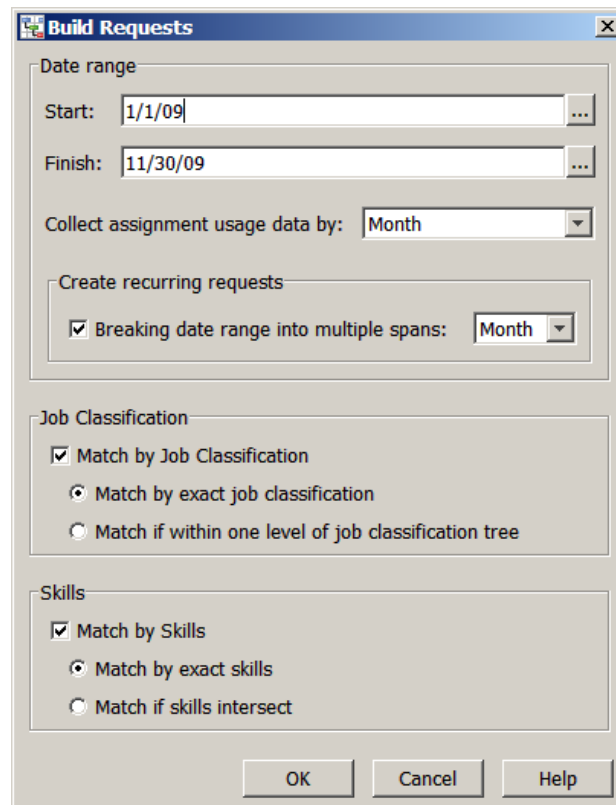 Build Requests
Date range
Start: 1/1/09 ...
Finish: 11/30/09 ...
Collect assignment usage data by: Month
Create recurring requests
Breaking date range into multiple spans: Month
Job Classification
Match by Job Classification
Match by exact job classification
Match if within one level of job classification tree
Skills
Match by Skills
Match by exact skills
Match if skills intersect
OK Cancel Help